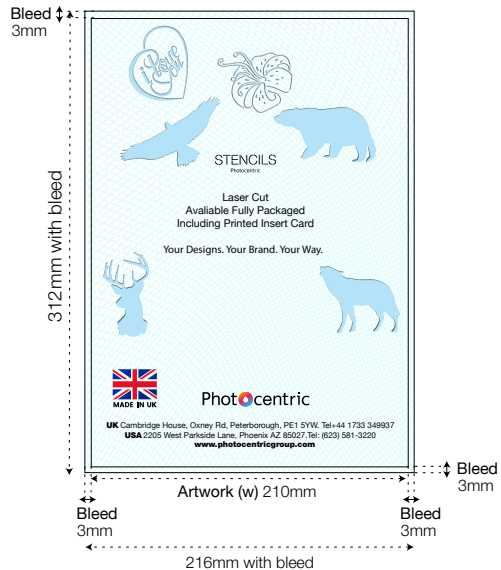 Bleed
3mm
312mm with bleed
i Love
STENCILS
Photocentric
Laser Cut
Avaliable Fully Packaged
Including Printed Insert Card
Your Designs. Your Brand. Your Way.
MADE IN UK
Photocentric
UK Cambridge House, Oxney Rd, Peterborough, PE1 5YW. Tel+44 1733 349937
USA 2205 West Parkside Lane, Phoenix AZ 85027.Tel: (623) 581-3220
www.photocentricgroup.com
Artwork (w) 210mm
Bleed
3mm
Bleed
3mm
Bleed
3mm
216mm with bleed